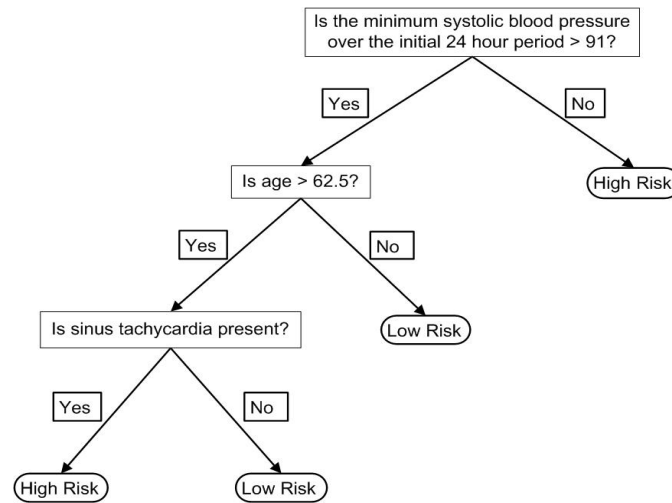 Is the minimum systolic blood pressure
over the initial 24 hour period > 91?
Yes
No
Is age > 62.5?
High Risk
Yes
No
Is sinus tachycardia present?
Low Risk
Yes
No
High Risk
Low Risk